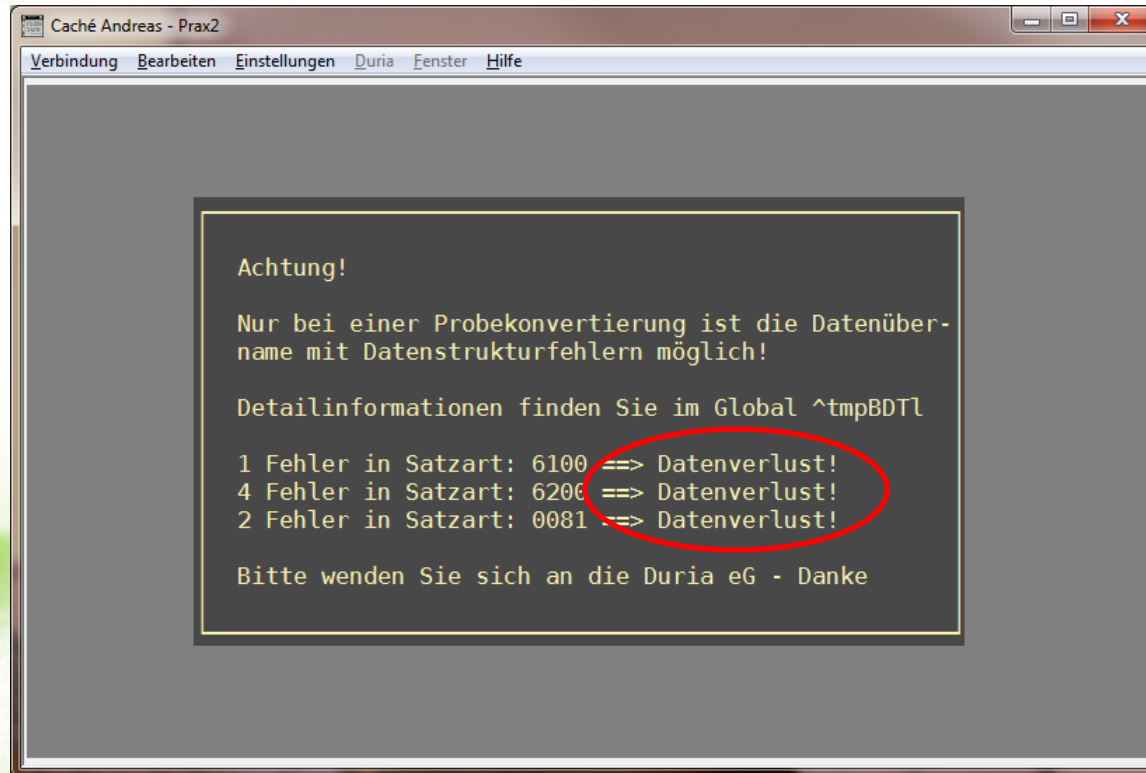 Caché Andreas - Prax2
Verbindung Bearbeiten Einstellungen Duria Fenster Hilfe
Achtung!
Nur bei einer Probekonvertierung ist die Datenüber-
name mit Datenstrukturfehlern möglich!
Detailinformationen finden Sie im Global ^tmpBDTl
1 Fehler in Satzart: 6100 ==> Datenverlust!
4 Fehler in Satzart: 6200 ==> Datenverlust!
2 Fehler in Satzart: 0081 ==> Datenverlust!
Bitte wenden Sie sich an die Duria eG - Danke